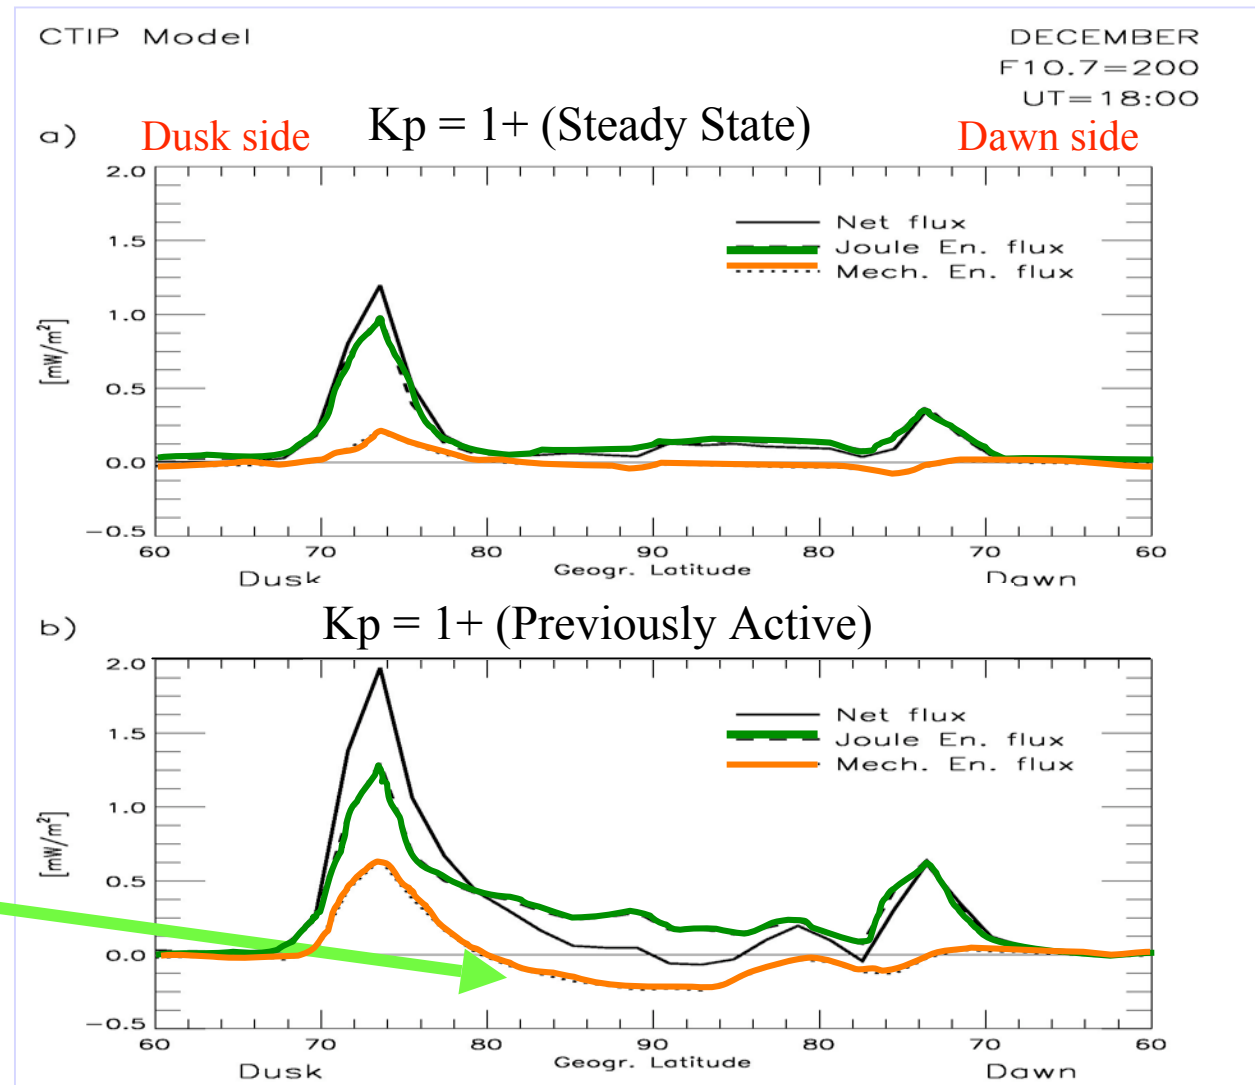 CTIP Model
DECEMBER
F10.7=200
UT=18:00
a)
Dusk side
Kp = 1+ (Steady State)
Dawn side
2.0
1.5
1.0
0.5
0.0
−0.5
[mW/m²]
Net flux
Joule En. flux
Mech. En. flux
60 70 80 90 80 70 60
Dusk
Geogr. Latitude
Dawn
b)
Kp = 1+ (Previously Active)
2.0
1.5
1.0
0.5
0.0
−0.5
[mW/m²]
Net flux
Joule En. flux
Mech. En. flux
60 70 80 90 80 70 60
Dusk
Geogr. Latitude
Dawn